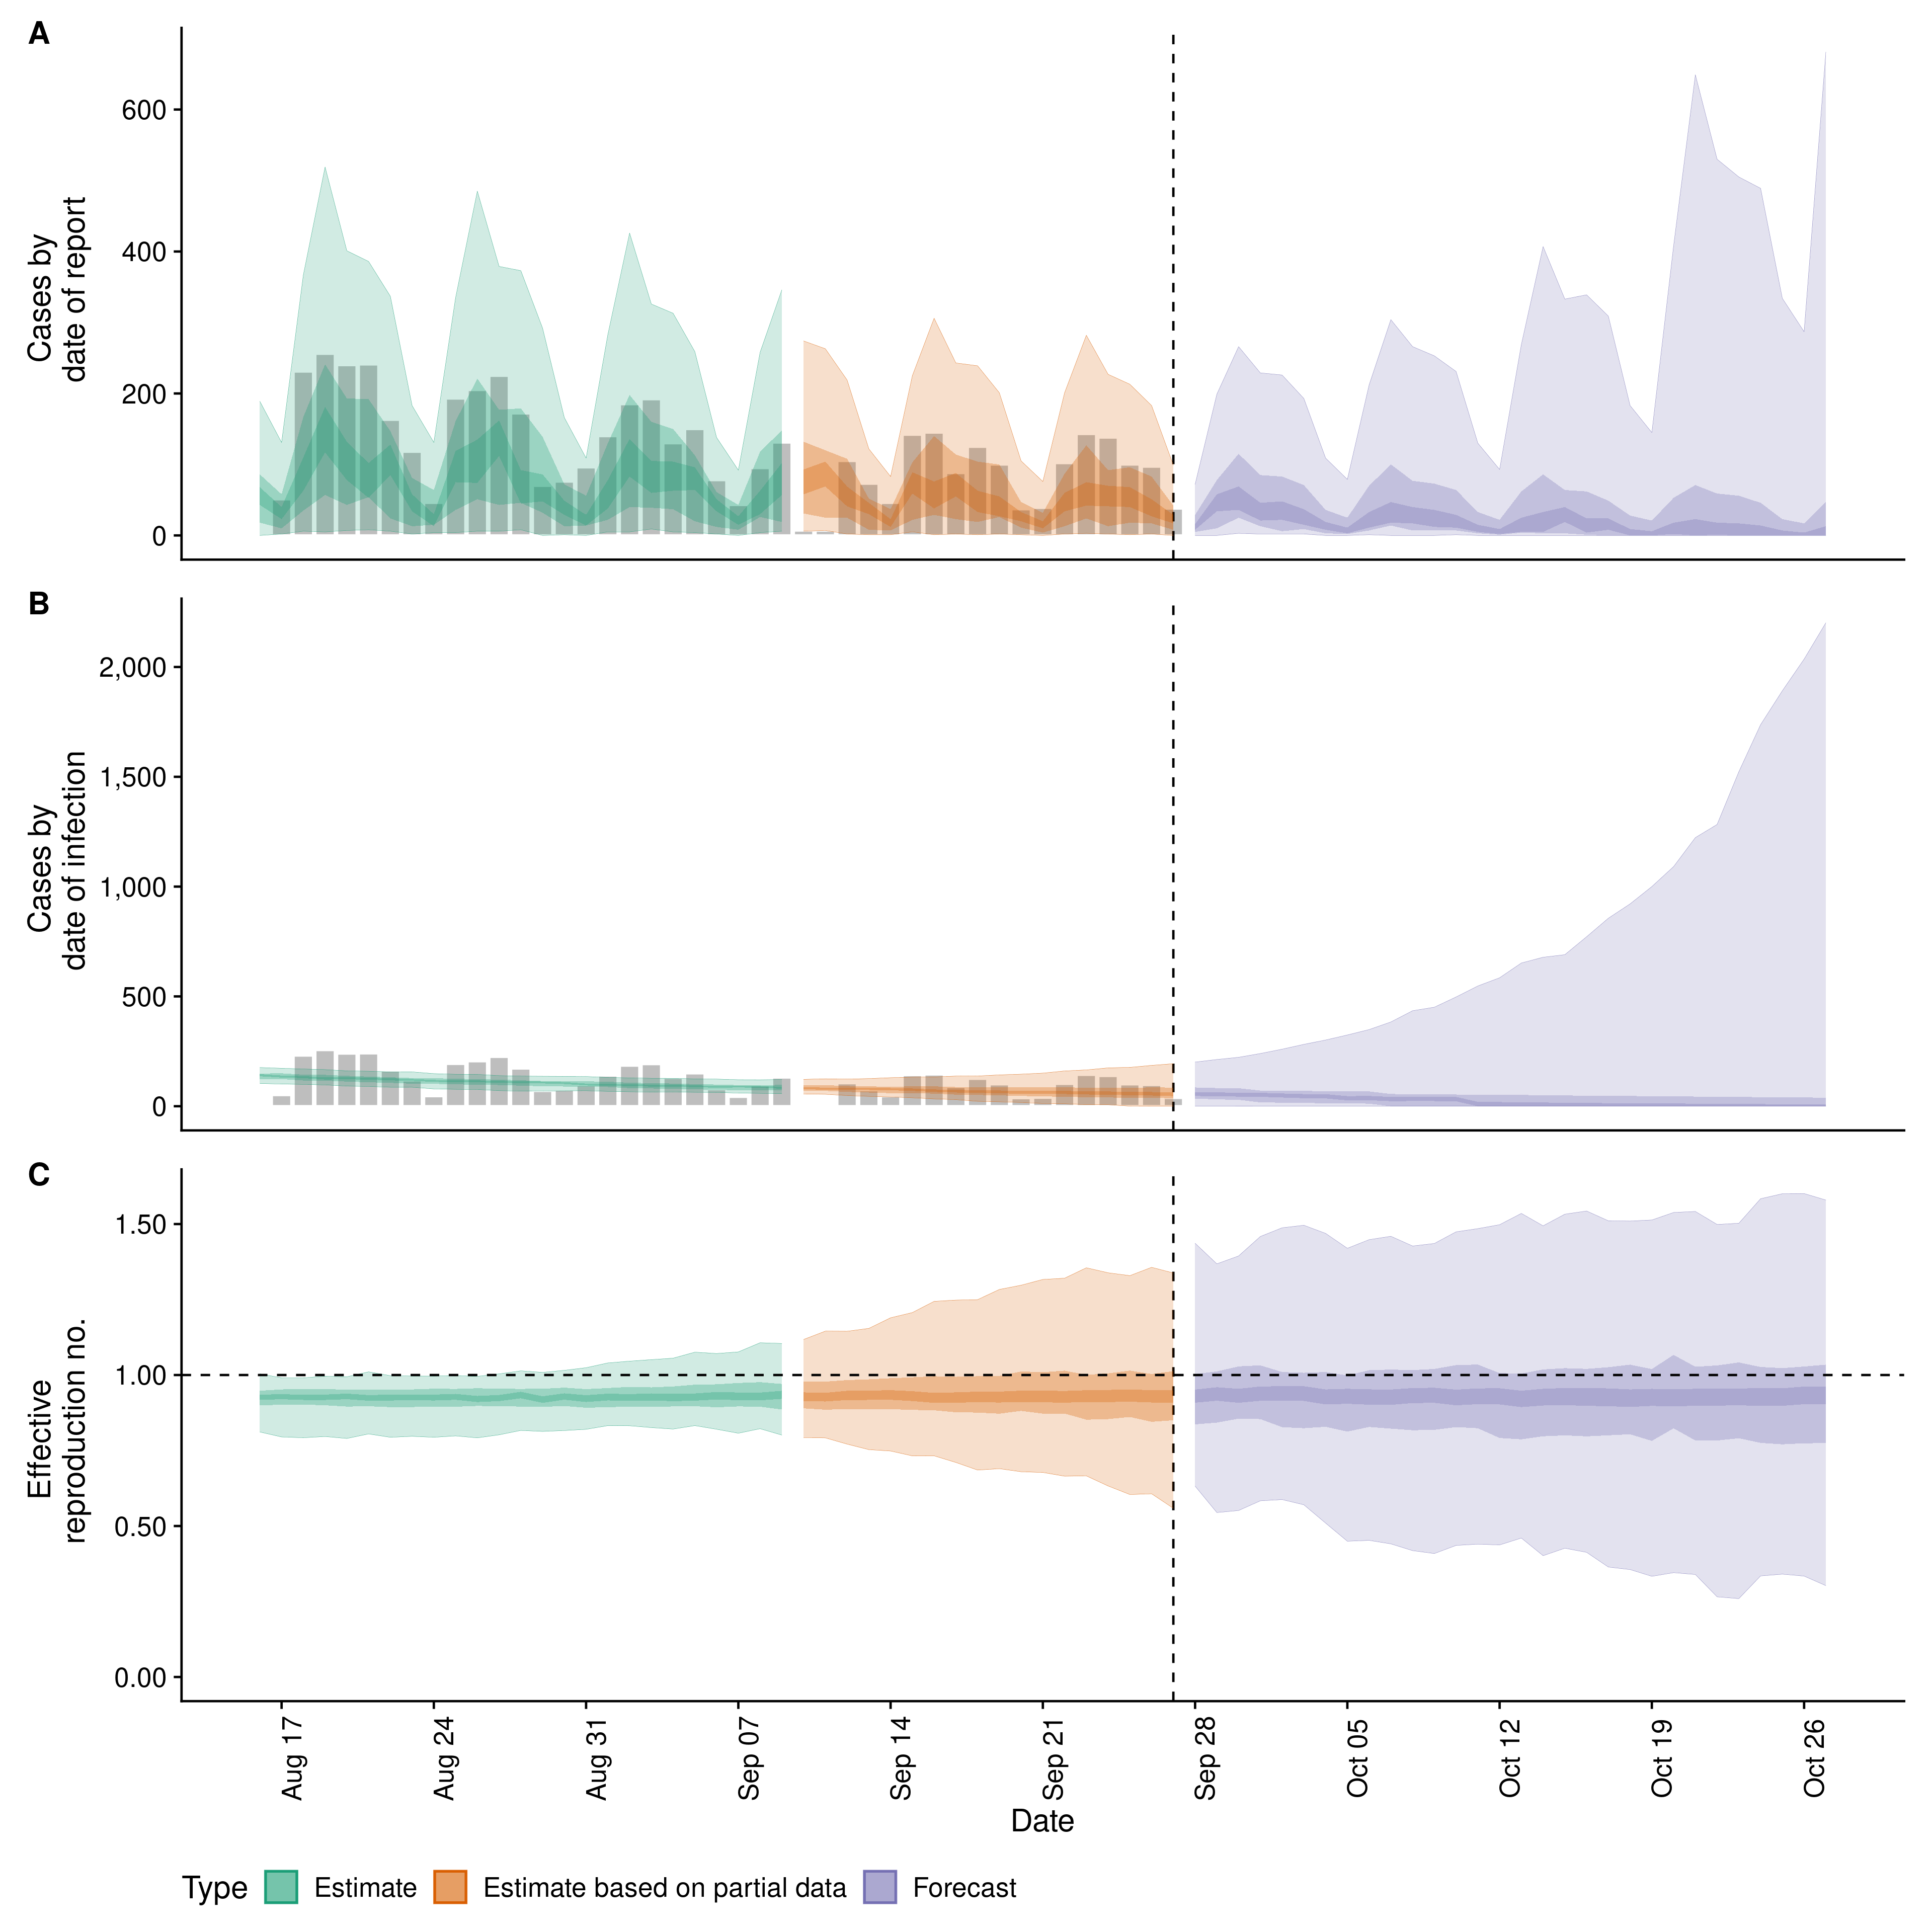 A
Cases by
date of report
600
400
200
0
B
Cases by
date of infection
2,000
1,500
1,000
500
0
C
Effective
reproduction no.
1.50
1.00
0.50
0.00
Aug 17
Aug 24
Aug 31
Sep 07
Sep 14
Sep 21
Sep 28
Oct 05
Oct 12
Oct 19
Oct 26
Date
Type Estimate Estimate based on partial data Forecast